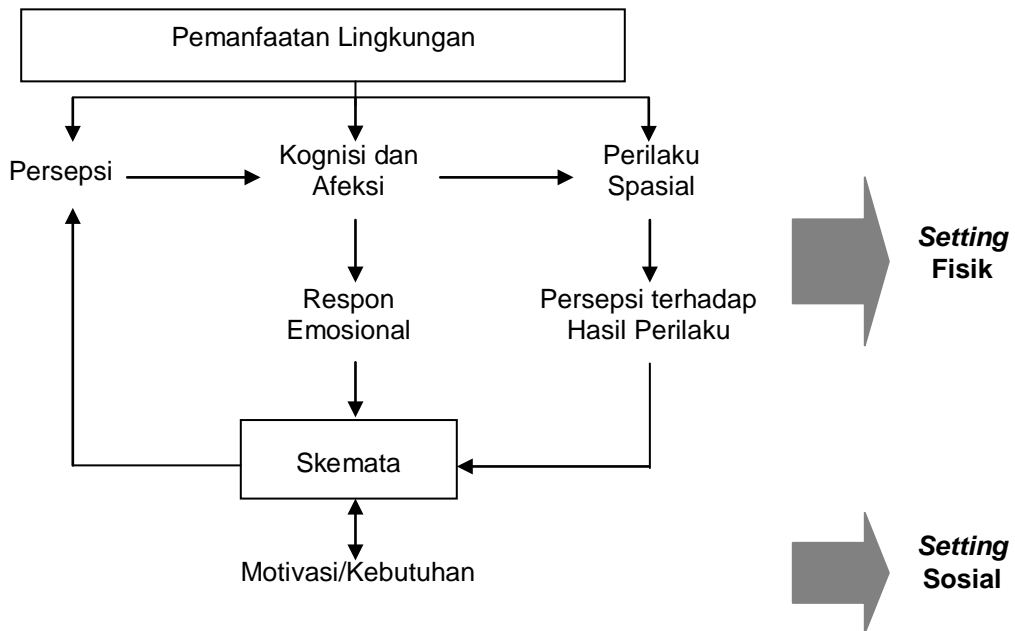 Pemanfaatan Lingkungan
Persepsi
Kognisi dan
Afeksi
Perilaku
Spasial
Setting
Fisik
Respon
Emosional
Persepsi terhadap
Hasil Perilaku
Skemata
Motivasi/Kebutuhan
Setting
Sosial